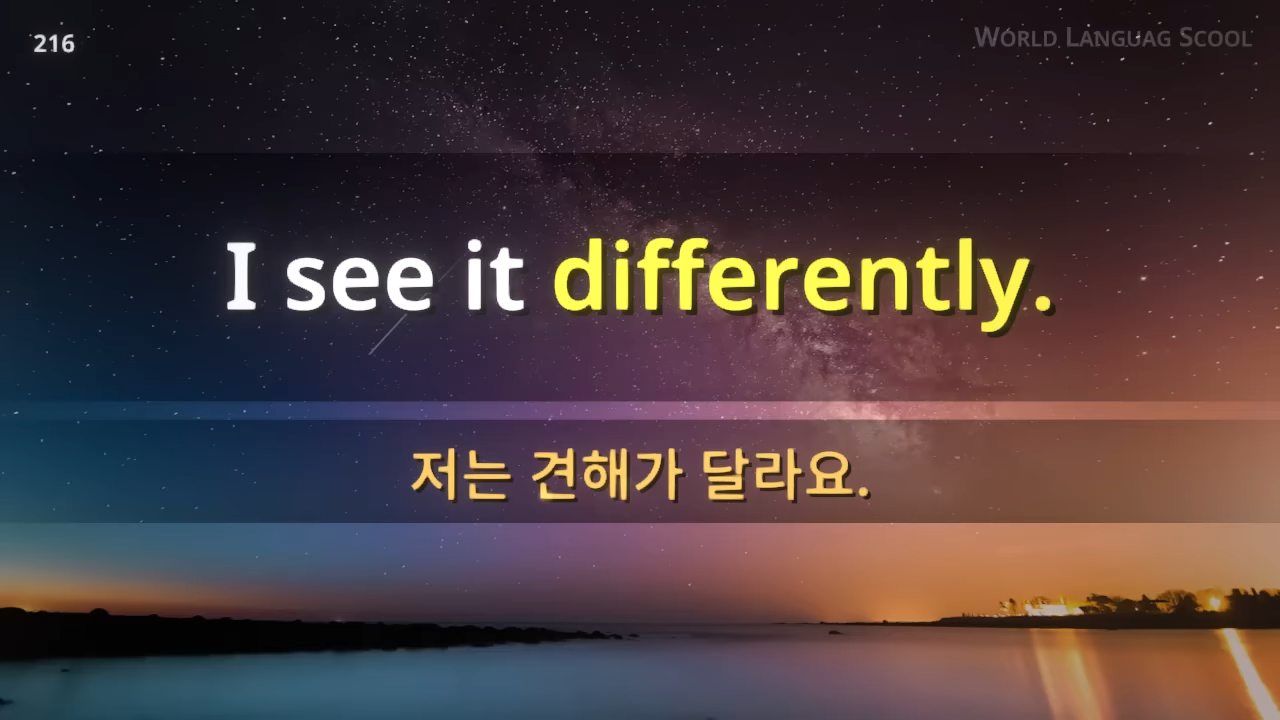 216
WORLD LANGUAG SCOOL
I see it differently.
저는 견해가 달라요.